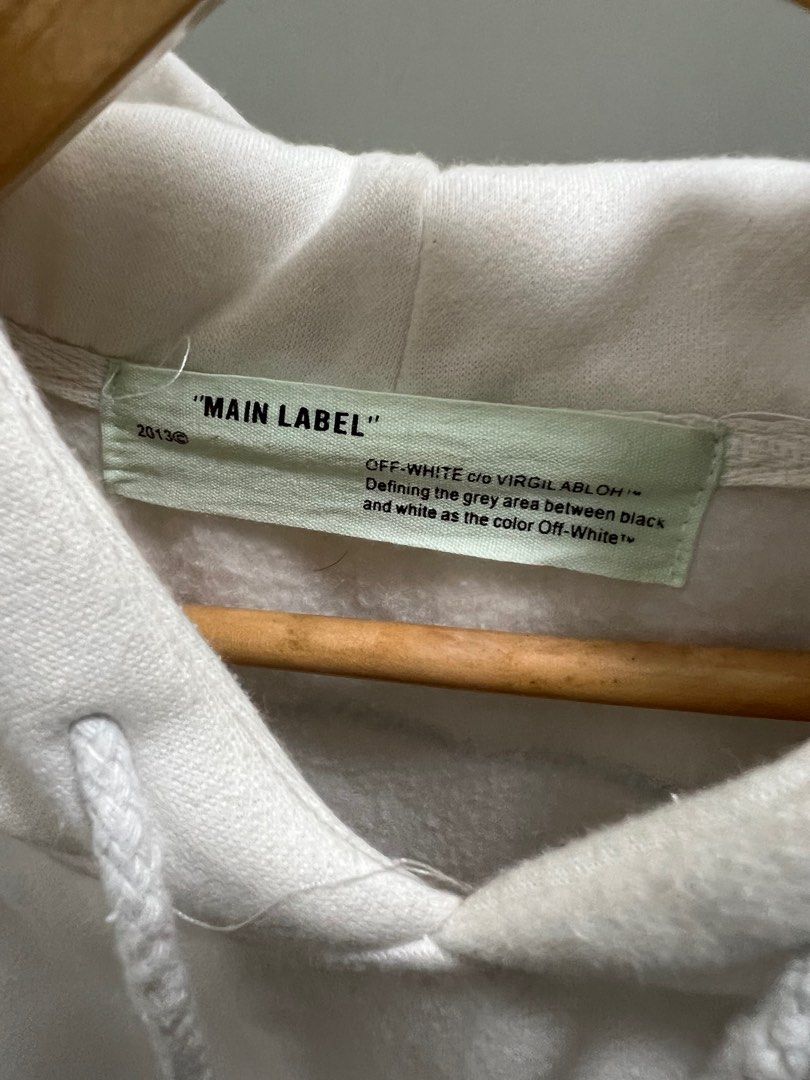 "MAIN LABEL"
2013©
OFF-WHITE c/o VIRGIL ABLOH™
Defining the grey area between black
and white as the color Off-White™